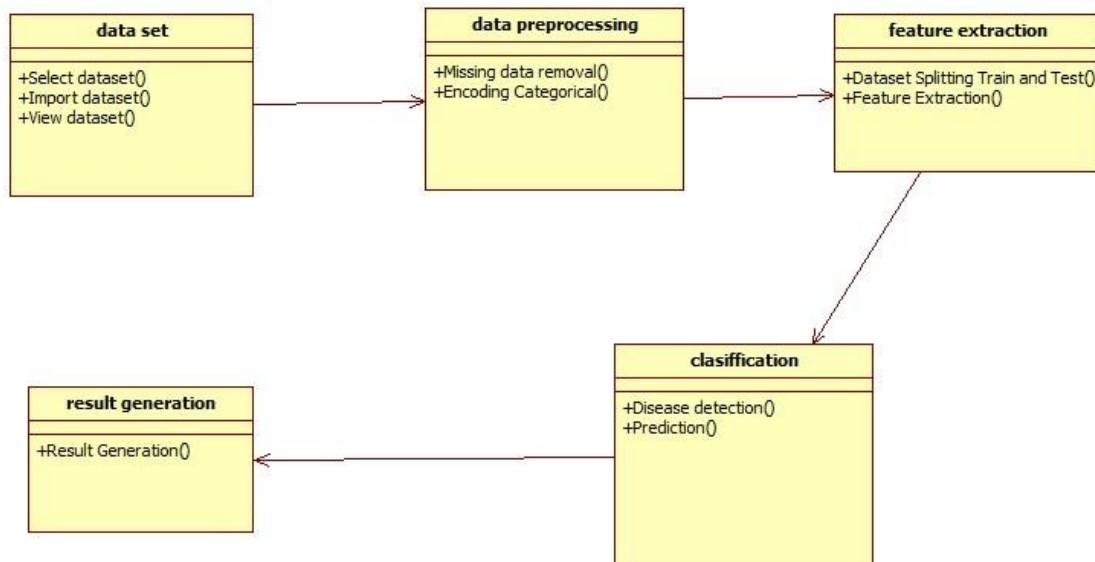 data set
+Select dataset()
+Import dataset()
+View dataset()
data preprocessing
+Missing data removal()
+Encoding Categorical()
feature extraction
+Dataset Splitting Train and Test()
+Feature Extraction()
clasiffication
+Disease detection()
+Prediction()
result generation
+Result Generation()